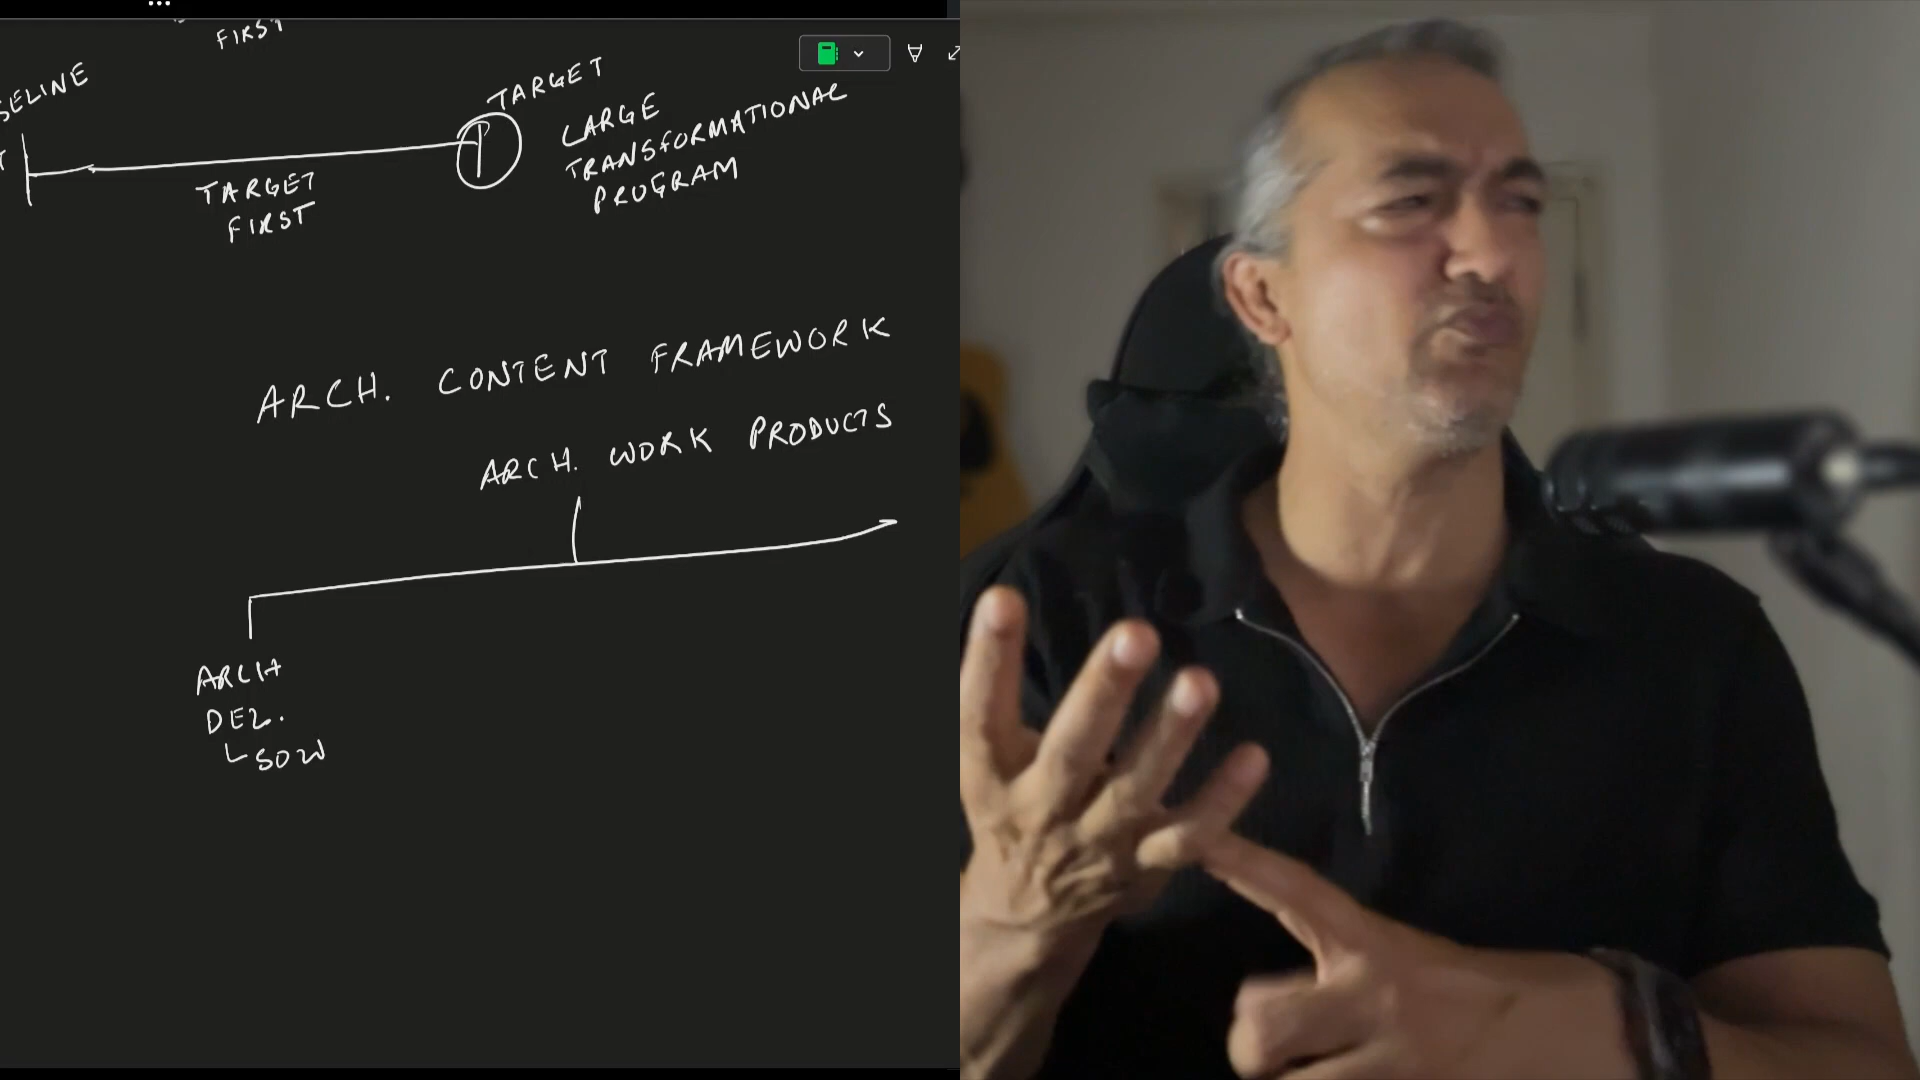 FIRST
SELINE
TARGET
LARGE
TRANSFORMATIONAL
PROGRAM
T
TARGET
FIRST
ARCH. CONTENT FRAMEWORK
ARCH. WORK PRODUCTS
ARCH
DEL.
SOW